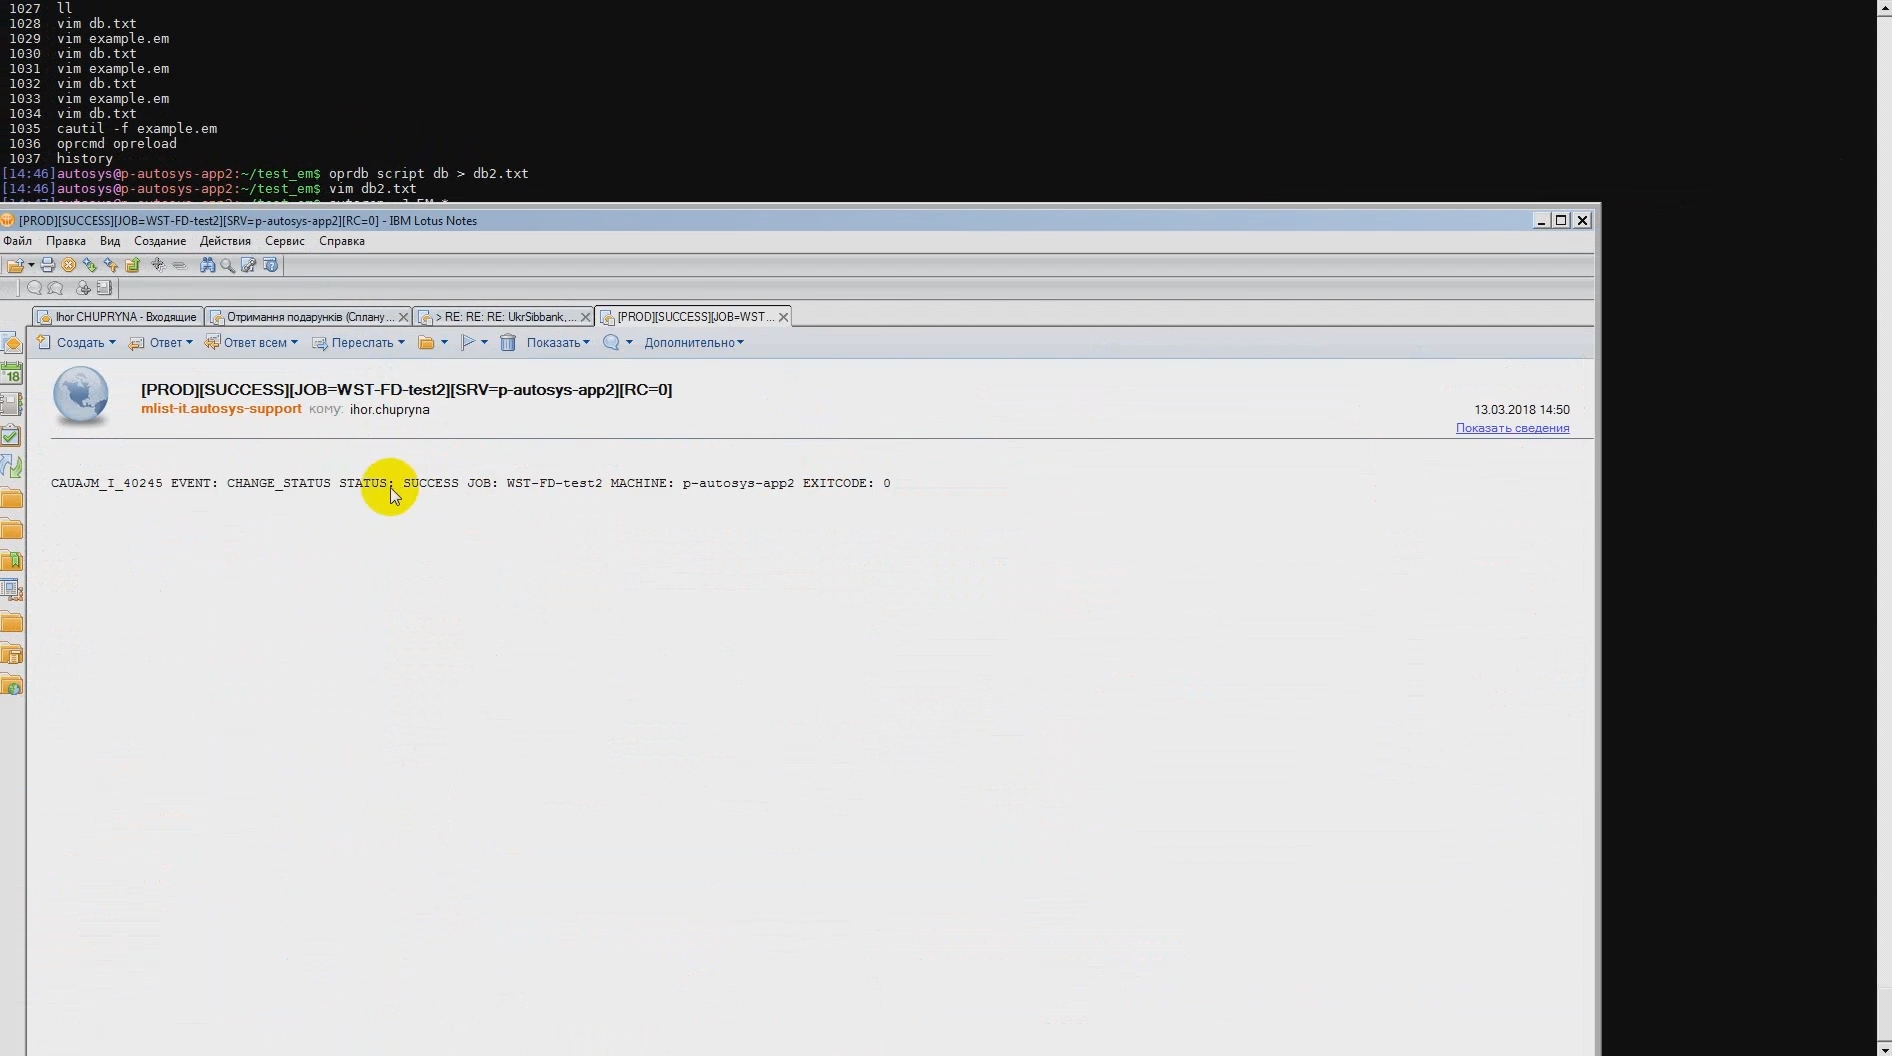 1027 ll
1028 vim db.txt
1029 vim example.em
1030 vim db.txt
1031 vim example.em
1032 vim db.txt
1033 vim example.em
1034 vim db.txt
1035 cautil -f example.em
1036 oprcmd opreload
1037 history
[14:46]autosys@p-autosys-app2:~/test_em$ oprdb script db > db2.txt
[14:46]autosys@p-autosys-app2:~/test_em$ vim db2.txt
[PROD][SUCCESS][JOB=WST-FD-test2][SRV=p-autosys-app2][RC=0] - IBM Lotus Notes
Файл Правка Вид Создание Действия Сервис Справка
Ihor CHUPRYNA - Входящие Отримання подарунків (Сплану... > RE: RE: RE: UkrSibbank,... [PROD][SUCCESS][JOB=WST...
18 Создать Ответ Ответ всем Переслать Показать Дополнительно
[PROD][SUCCESS][JOB=WST-FD-test2][SRV=p-autosys-app2][RC=0]
mlist-it.autosys-support кому: ihor.chupryna
13.03.2018 14:50
Показать сведения
CAUAJM_I_40245 EVENT: CHANGE_STATUS STATUS: SUCCESS JOB: WST-FD-test2 MACHINE: p-autosys-app2 EXITCODE: 0